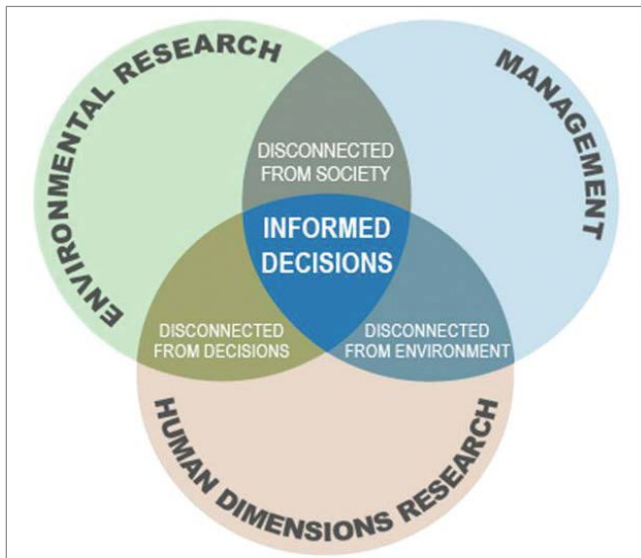 ENVIRONMENTAL RESEARCH
MANAGEMENT
DISCONNECTED
FROM SOCIETY
INFORMED
DECISIONS
DISCONNECTED
FROM DECISIONS
DISCONNECTED
FROM ENVIRONMENT
HUMAN DIMENSIONS RESEARCH